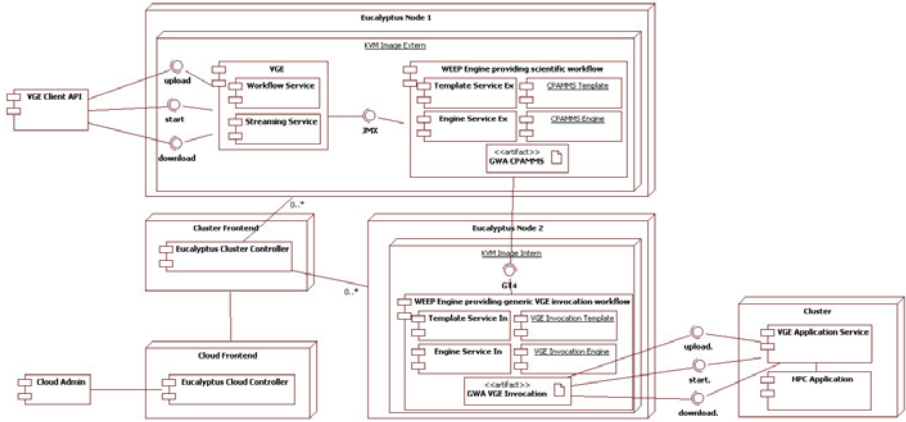 Eucalyptus Node 1
KVM Image Extern
VGE
WEEP Engine providing scientific workflow
upload
Workflow Service
Template Service Ex
CPAMMS Template
VGE Client API
start
Streaming Service
JMX
Engine Service Ex
CPAMMS Engine
download
<<artifact>>
GWA CPAMMS
0..*
Cluster Frontend
Eucalyptus Cluster Controller
Eucalyptus Node 2
KVM Image Intern
GT4
0..*
WEEP Engine providing generic VGE invocation workflow
Template Service In
VGE Invocation Template
Cluster
VGE Application Service
upload.
Cloud Frontend
Engine Service In
VGE Invocation Engine
start.
Cloud Admin
Eucalyptus Cloud Controller
<<artifact>>
GWA VGE Invocation
HPC Application
download.